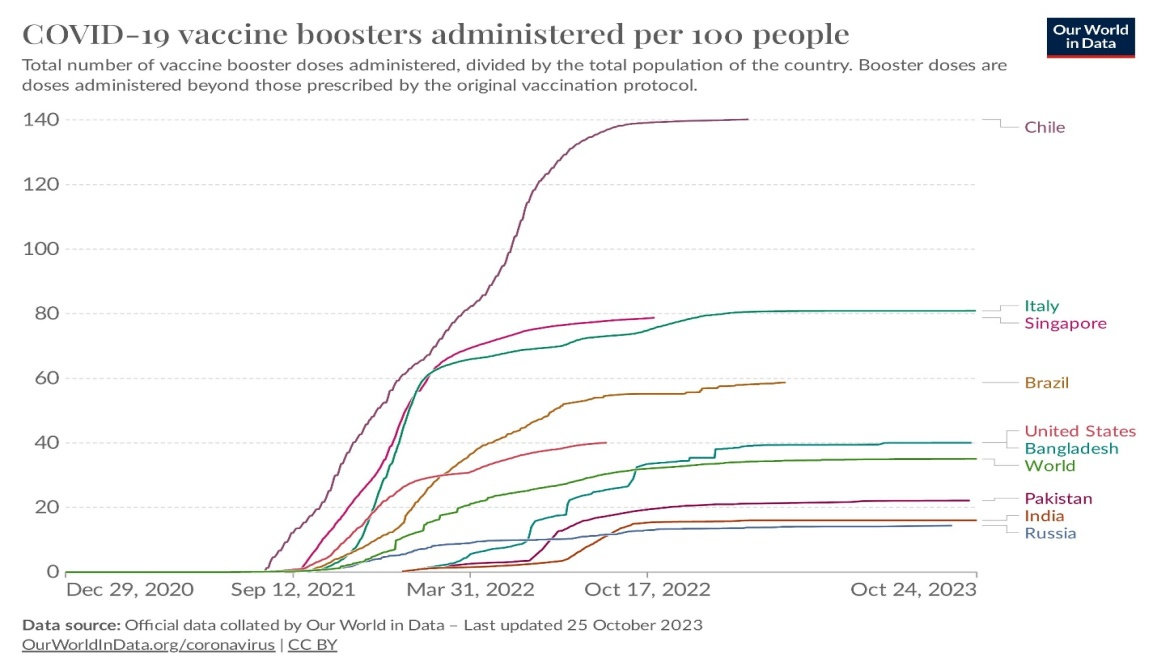 COVID-19 vaccine boosters administered per 100 people
Our World
in Data
Total number of vaccine booster doses administered, divided by the total population of the country. Booster doses are
doses administered beyond those prescribed by the original vaccination protocol.
140
Chile
120
100
80
Italy
Singapore
60
Brazil
40
United States
Bangladesh
World
20
Pakistan
India
Russia
0
Dec 29, 2020 Sep 12, 2021 Mar 31, 2022 Oct 17, 2022 Oct 24, 2023
Data source: Official data collated by Our World in Data – Last updated 25 October 2023
OurWorldInData.org/coronavirus | CC BY